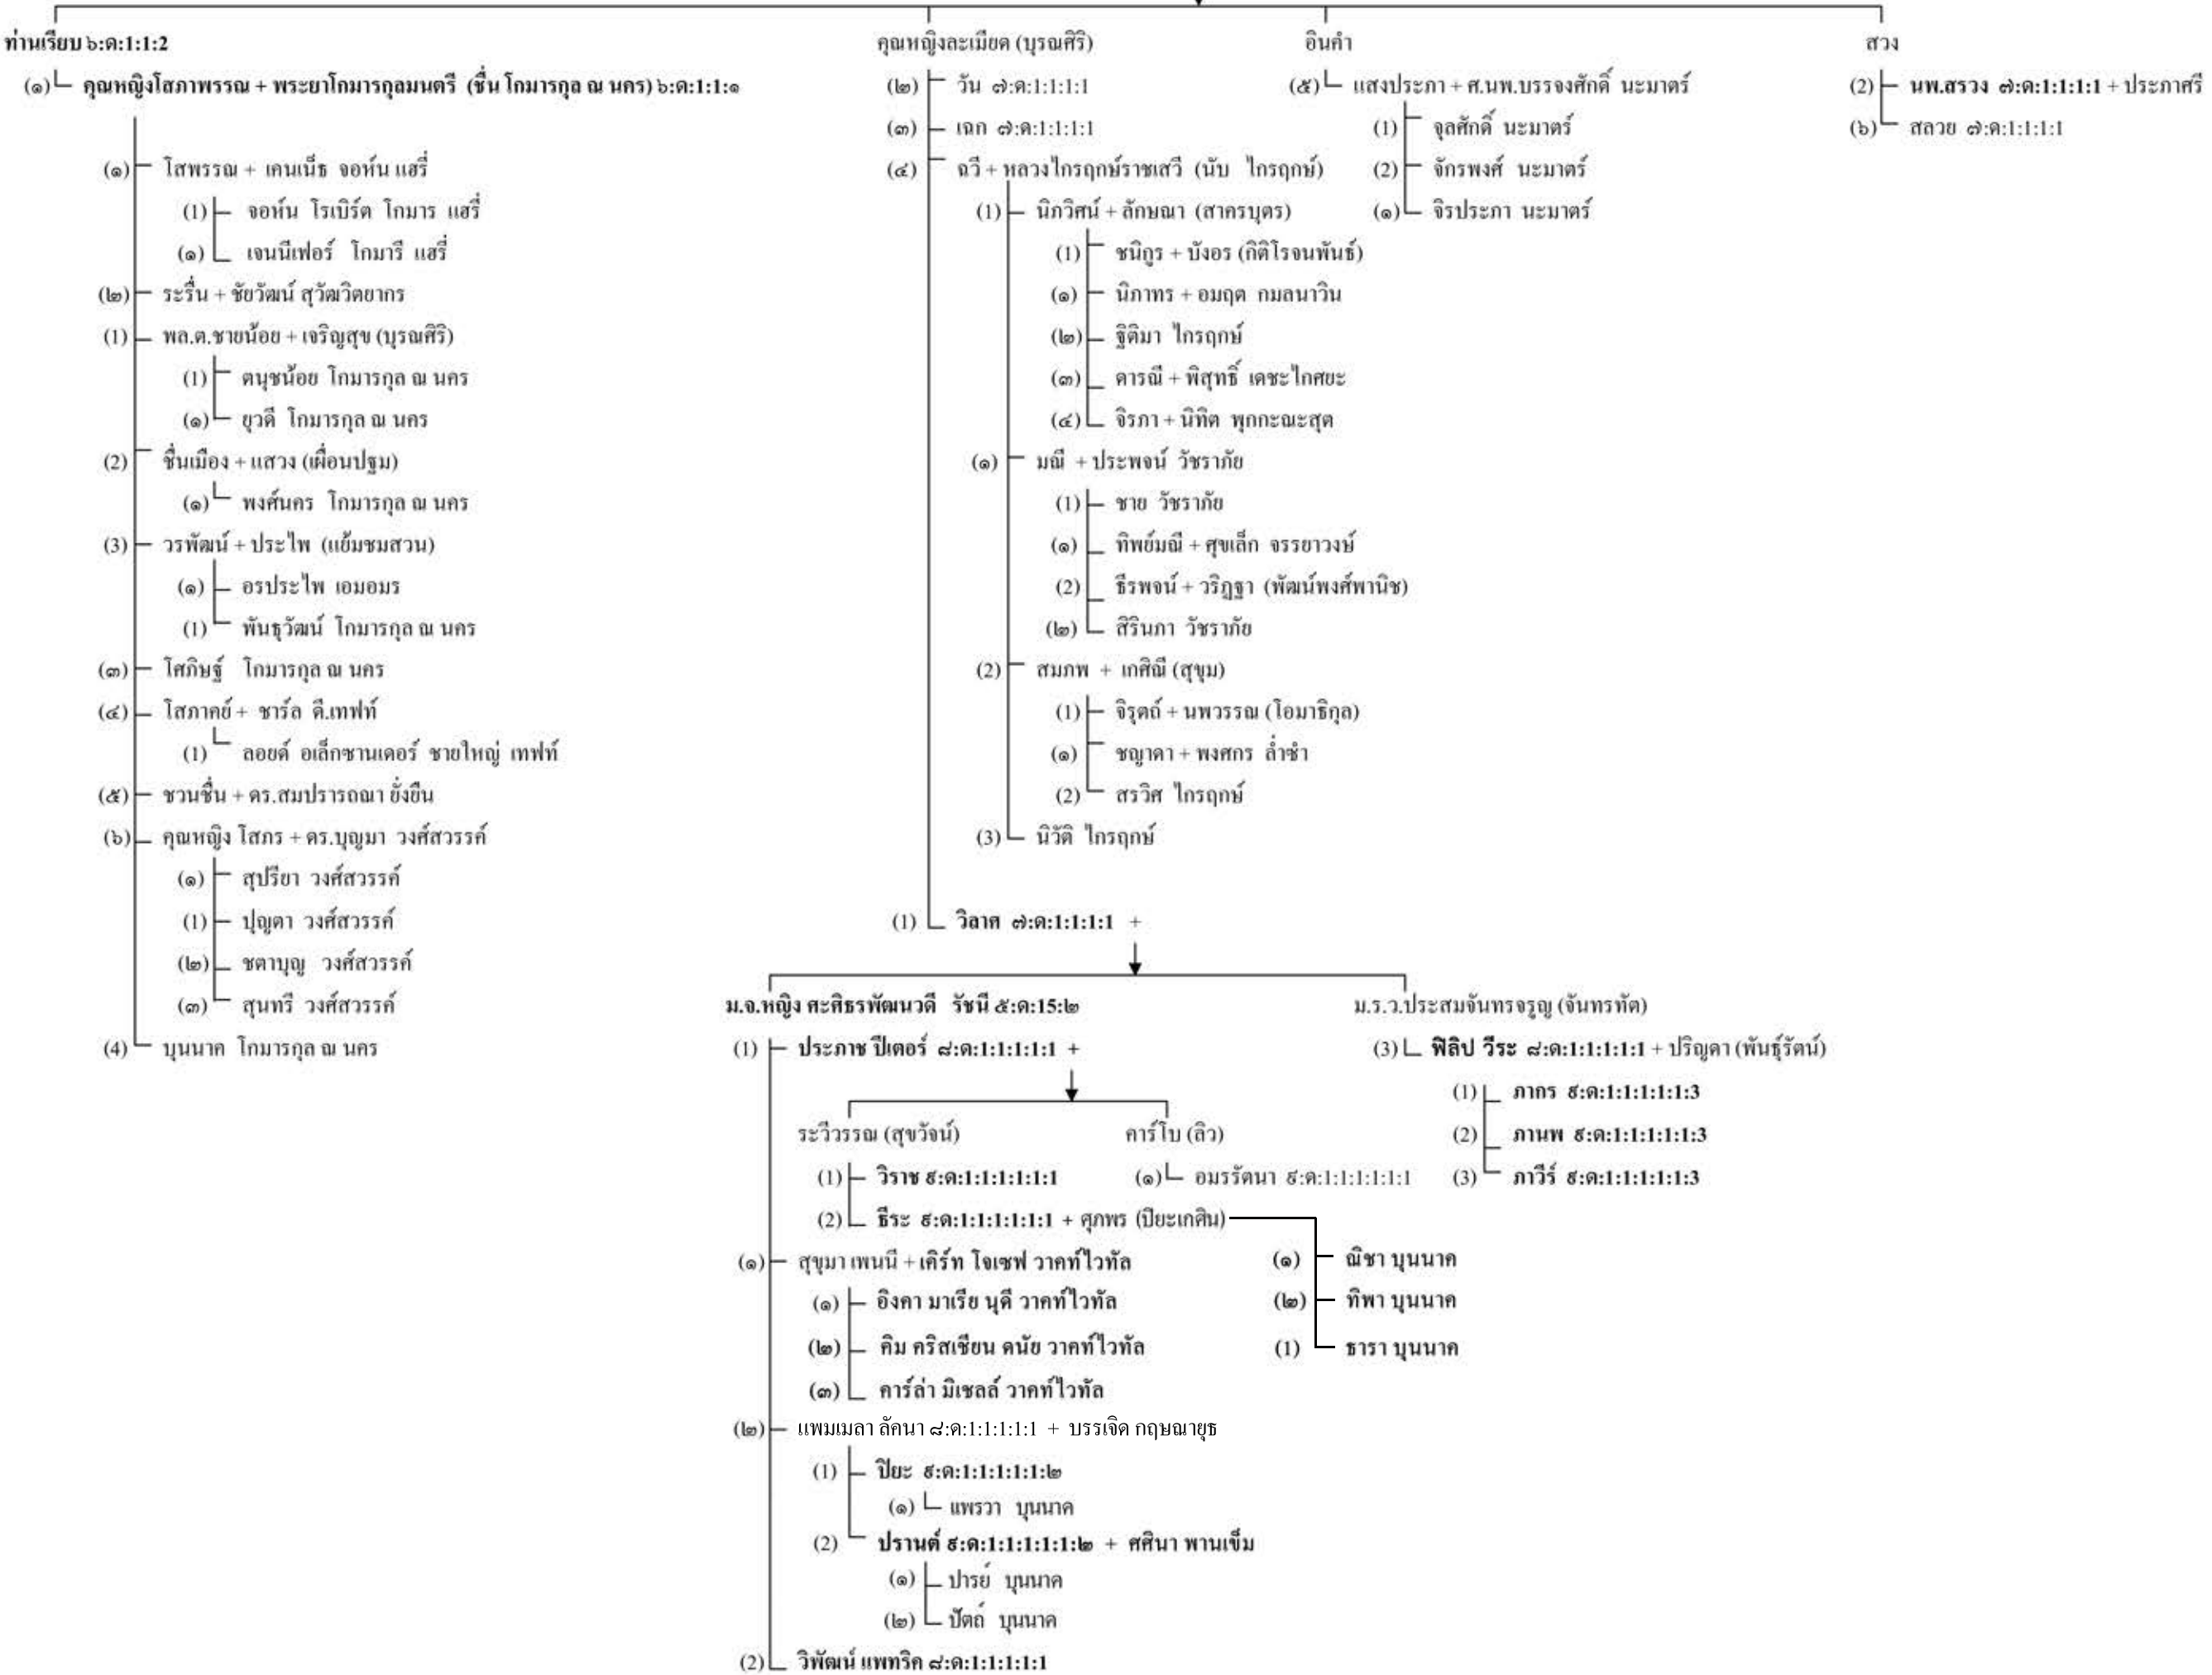 ท่านเรียบ ๖:ด:1:1:2
(๑) คุณหญิงโสภาพรรณ + พระยาโกมารกุลมนตรี (ชื่น โกมารกุล ณ นคร) ๖:ด:1:1:๑
(๑) โสพรรณ + เคนเน็ธ จอห์น แฮรี่
(1) จอห์น โรเบิร์ต โกมาร แฮรี่
(๑) เจนนีเฟอร์ โกมารี แฮรี่
(๒) ระรื่น + ชัยวัฒน์ สุวัฒวิตยากร
(1) พล.ต.ชายน้อย + เจริญสุข (บุรณศิริ)
(1) ตนุชน้อย โกมารกุล ณ นคร
(๑) ยุวดี โกมารกุล ณ นคร
(2) ชื่นเมือง + แสวง (เผื่อนปฐม)
(๑) พงศ์นคร โกมารกุล ณ นคร
(3) วรพัฒน์ + ประไพ (แย้มชมสวน)
(๑) อรประไพ เอมอมร
(1) พันธุวัฒน์ โกมารกุล ณ นคร
(๓) โศภิษฐ์ โกมารกุล ณ นคร
(๔) โสภาคย์ + ชาร์ล ดี.เทฟท์
(1) ลอยด์ อเล็กซานเดอร์ ชายใหญ่ เทฟท์
(๕) ชวนชื่น + ดร.สมปรารถณา ยั่งยืน
(๖) คุณหญิง โสภร + ดร.บุญมา วงศ์สวรรค์
(๑) สุปรียา วงศ์สวรรค์
(1) ปุญตา วงศ์สวรรค์
(๒) ชตาบุญ วงศ์สวรรค์
(๓) สุนทรี วงศ์สวรรค์
(4) บุนนาค โกมารกุล ณ นคร
คุณหญิงละเมียด (บุรณศิริ)
(๒) วัน ๗:ด:1:1:1:1
(๓) เฉก ๗:ด:1:1:1:1
(๔) ฉวี + หลวงไกรฤกษ์ราชเสวี (นับ ไกรฤกษ์)
(1) นิภวิศน์ + ลักษณา (สาครบุตร)
(1) ชนิกูร + บังอร (กิติโรจนพันธ์)
(๑) นิภาทร + อมฤต กมลนาวิน
(๒) ฐิติมา ไกรฤกษ์
(๓) ดารณี + พิสุทธิ์ เดชะไกศยะ
(๔) จิรภา + นิทิต พุกกะณะสุต
(๑) มณี + ประพจน์ วัชราภัย
(1) ชาย วัชราภัย
(๑) ทิพย์มณี + ศุขเล็ก จรรยาวงษ์
(2) ธีรพจน์ + วริฎฐา (พัฒน์พงศ์พานิช)
(๒) สิรินภา วัชราภัย
(2) สมภพ + เกศิณี (สุขุม)
(1) จิรุตถ์ + นพวรรณ (โอมาธิกุล)
(๑) ชญาดา + พงศกร ล่ำซำ
(2) สรวิศ ไกรฤกษ์
(3) นิวัติ ไกรฤกษ์
(1) วิลาศ ๗:ด:1:1:1:1 +
อินคำ
(๕) แสงประภา + ศ.นพ.บรรจงศักดิ์ นะมาตร์
(1) จุลศักดิ์ นะมาตร์
(2) จักรพงศ์ นะมาตร์
(๑) จิรประภา นะมาตร์
สวง
(2) นพ.สรวง ๗:ด:1:1:1:1 + ประภาศรี
(๖) สลวย ๗:ด:1:1:1:1
ม.จ.หญิง ศะศิธรพัฒนวดี รัชนี ๕:ด:15:๒
(1) ประภาช ปีเตอร์ ๘:ด:1:1:1:1:1 +
ระวีวรรณ (สุขวัจน์)
(1) วิราช ๙:ด:1:1:1:1:1:1
(2) ธีระ ๙:ด:1:1:1:1:1:1 + ศุภพร (ปิยะเกศิน)
คาร์โบ (ลิว)
(๑) อมรรัตนา ๙:ด:1:1:1:1:1:1
(๑) ณิชา บุนนาค
(๒) ทิพา บุนนาค
(1) ธารา บุนนาค
(๑) สุขุมา เพนนี + เคิร์ท โจเซฟ วาคท์ไวทัล
(๑) อิงคา มาเรีย นุดี วาคท์ไวทัล
(๒) คิม คริสเชียน ดนัย วาคท์ไวทัล
(๓) คาร์ล่า มิเชลล์ วาคท์ไวทัล
(๒) แพมเมลา ลัคนา ๘:ด:1:1:1:1:1 + บรรเจิด กฤษณายุธ
(1) ปิยะ ๙:ด:1:1:1:1:1:๒
(๑) แพรวา บุนนาค
(2) ปรานต์ ๙:ด:1:1:1:1:1:๒ + ศศินา พานเข็ม
(๑) ปารย์ บุนนาค
(๒) ปัตถ์ บุนนาค
(2) วิพัฒน์ แพทริค ๘:ด:1:1:1:1:1
ม.ร.ว.ประสมจันทรจรูญ (จันทรทัต)
(3) ฟิลิป วีระ ๘:ด:1:1:1:1:1 + ปริญดา (พันธุ์รัตน์)
(1) ภากร ๙:ด:1:1:1:1:1:3
(2) ภานพ ๙:ด:1:1:1:1:1:3
(3) ภาวีร์ ๙:ด:1:1:1:1:1:3